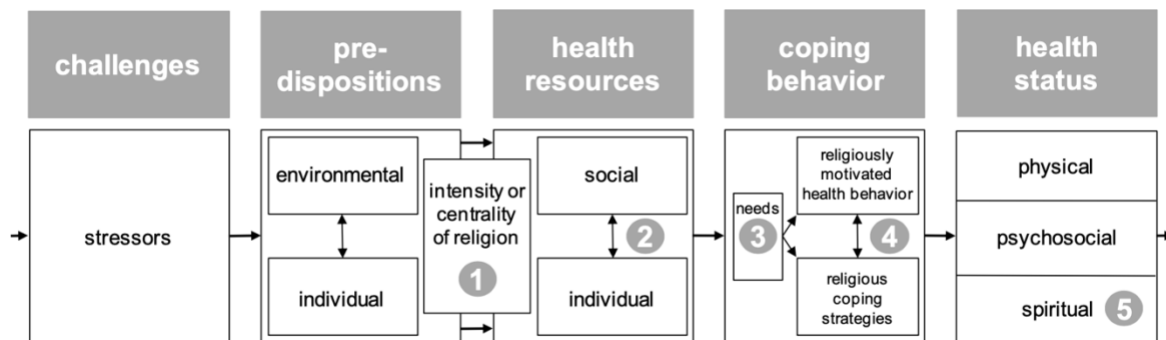 challenges
pre-
dispositions
health
resources
coping
behavior
health
status
stressors
environmental
individual
intensity or
centrality
of religion
1
social
2
individual
needs
3
religiously
motivated
health behavior
4
religious
coping
strategies
physical
psychosocial
spiritual 5